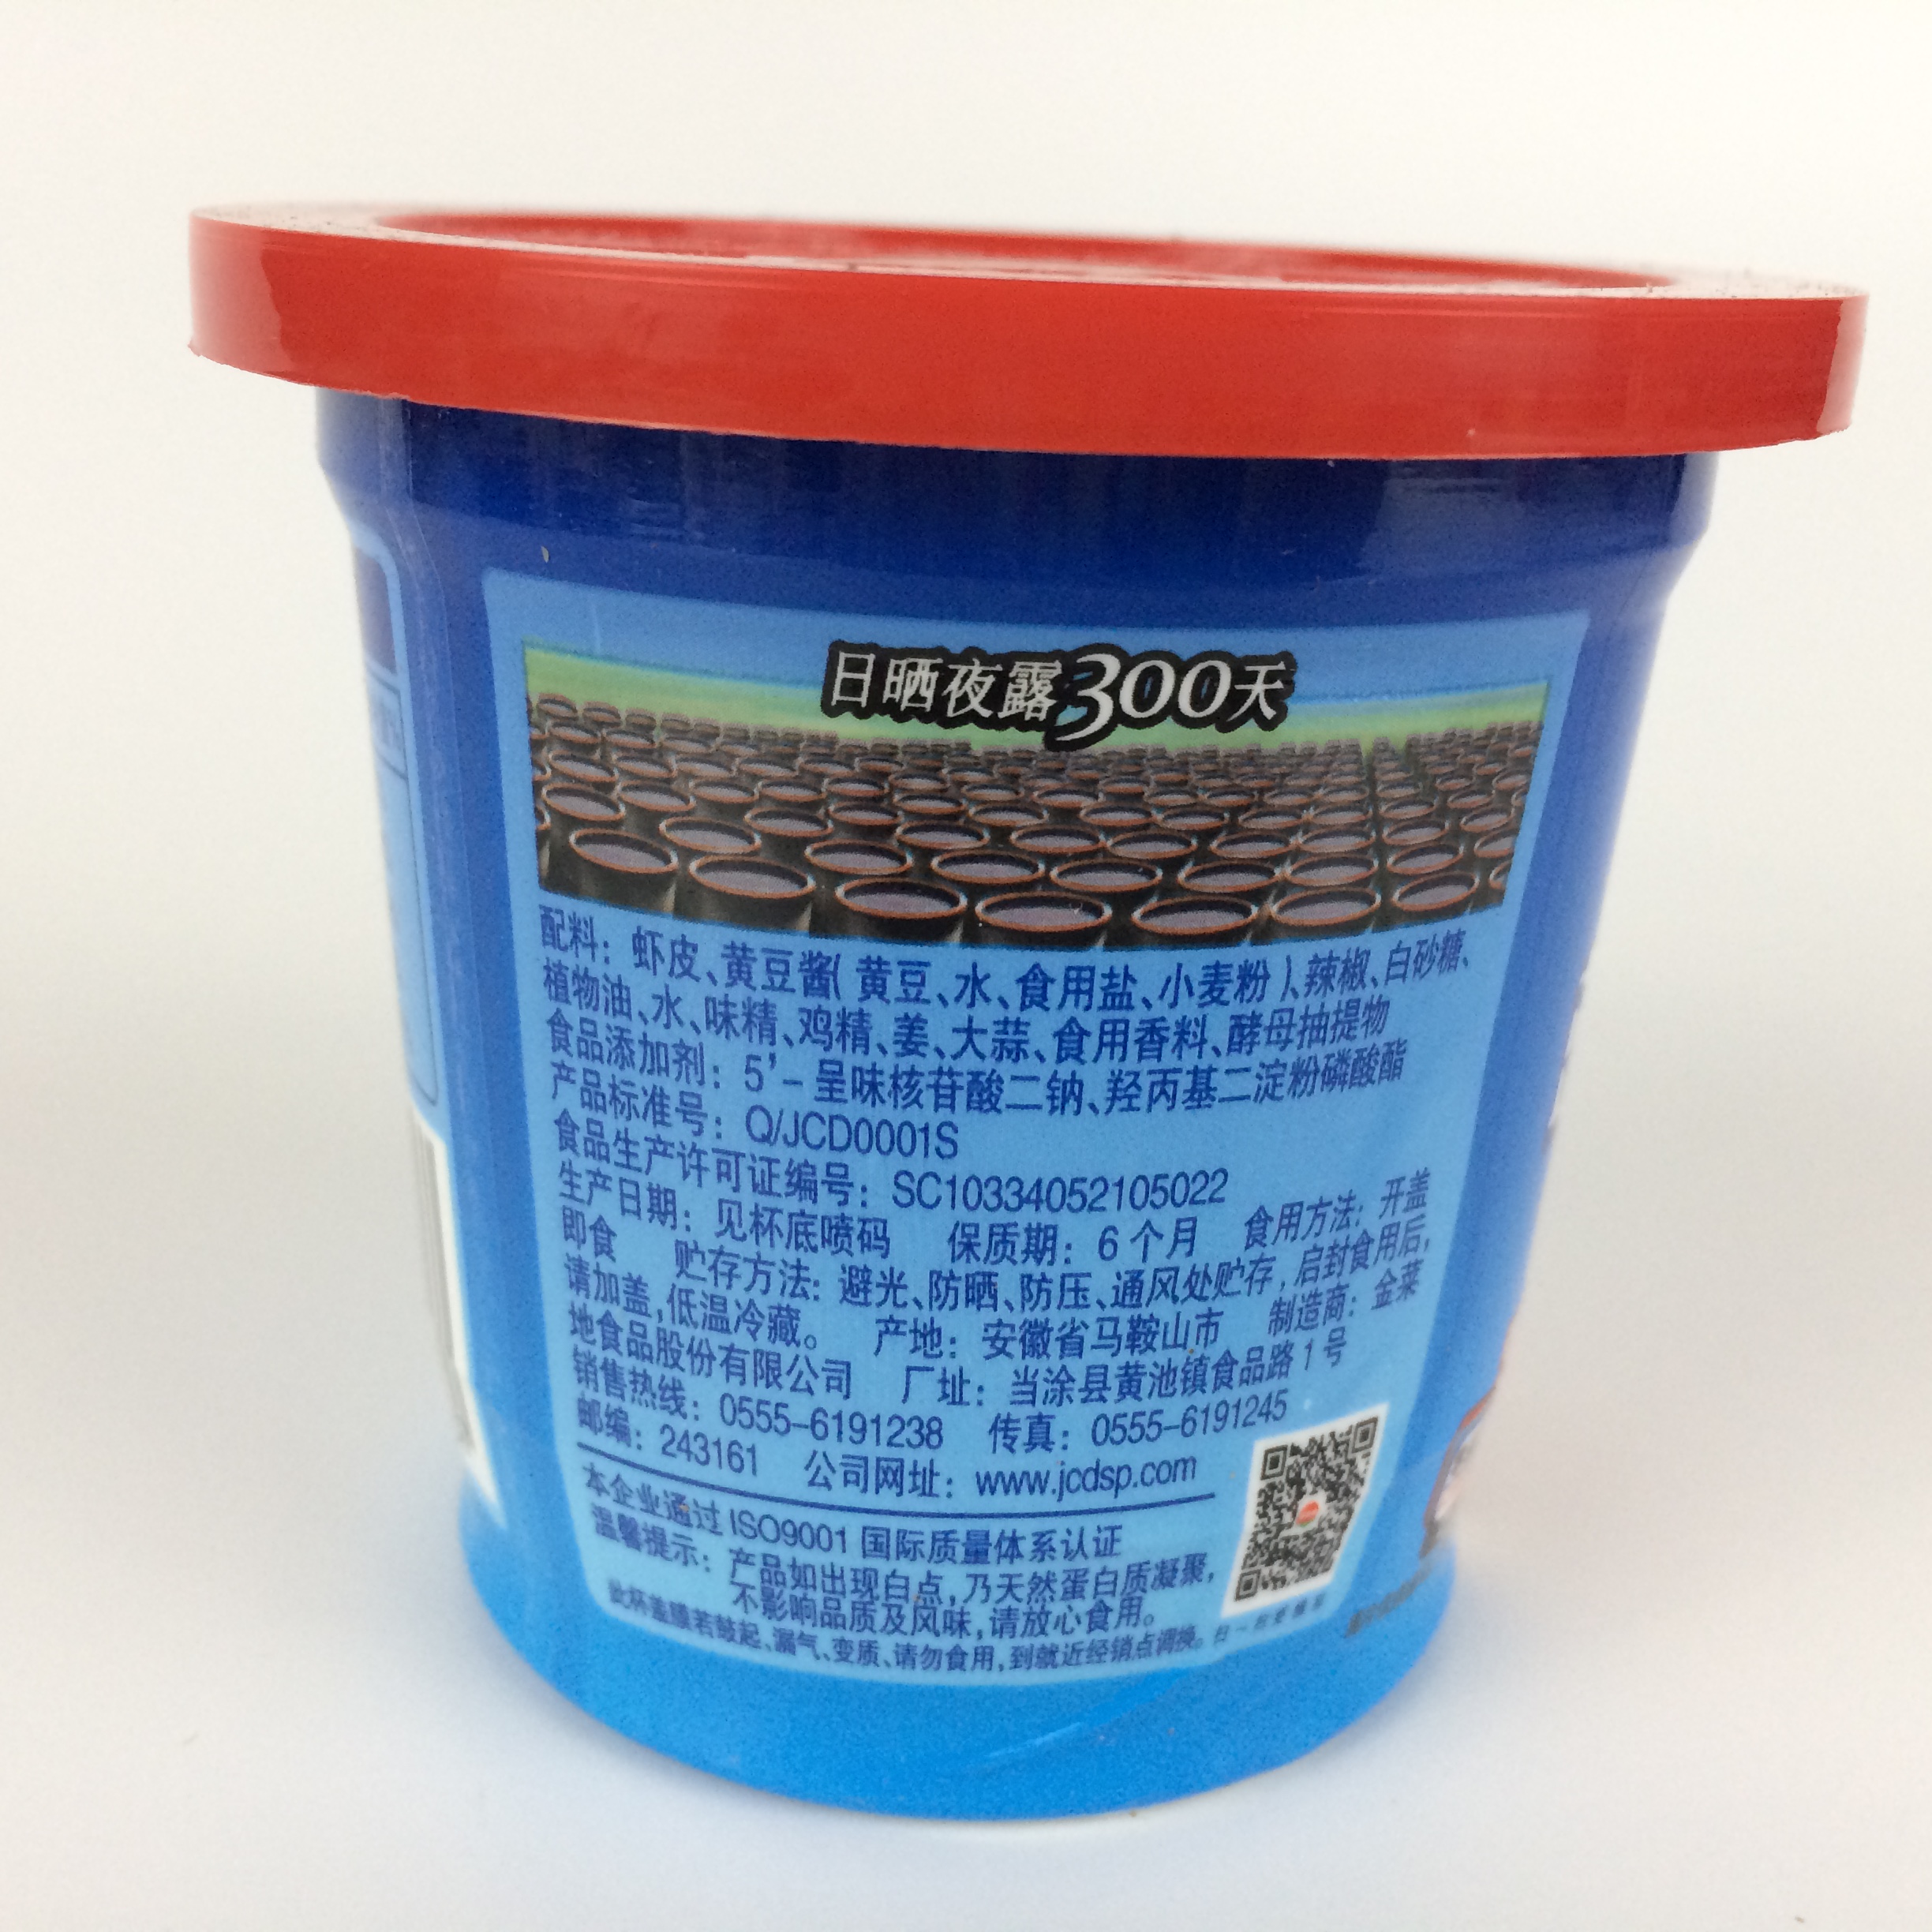 日晒夜露300天
配料：虾皮、黄豆酱(黄豆、水、食用盐、小麦粉)、辣椒、白砂糖、
植物油、水、味精、鸡精、姜、大蒜、食用香料、酵母抽提物
食品添加剂：5'-呈味核苷酸二钠、羟丙基二淀粉磷酸酯
产品标准号：Q/JCD0001S
食品生产许可证编号：SC10334052105022
生产日期：见杯底喷码 保质期：6个月 食用方法：开盖
即食 贮存方法：避光、防晒、防压、通风处贮存，启封食用后，
请加盖，低温冷藏。 产地：安徽省马鞍山市 制造商：金菜
地食品股份有限公司 厂址：当涂县黄池镇食品路1号
销售热线：0555-6191238 传真：0555-6191245
邮编：243161 公司网址：www.jcdsp.com
本企业通过ISO9001国际质量体系认证
温馨提示：产品如出现白点，乃天然蛋白质凝聚，
不影响品质及风味，请放心食用。
此杯盖膜若鼓起、漏气、变质、请勿食用，到就近经销点调换。